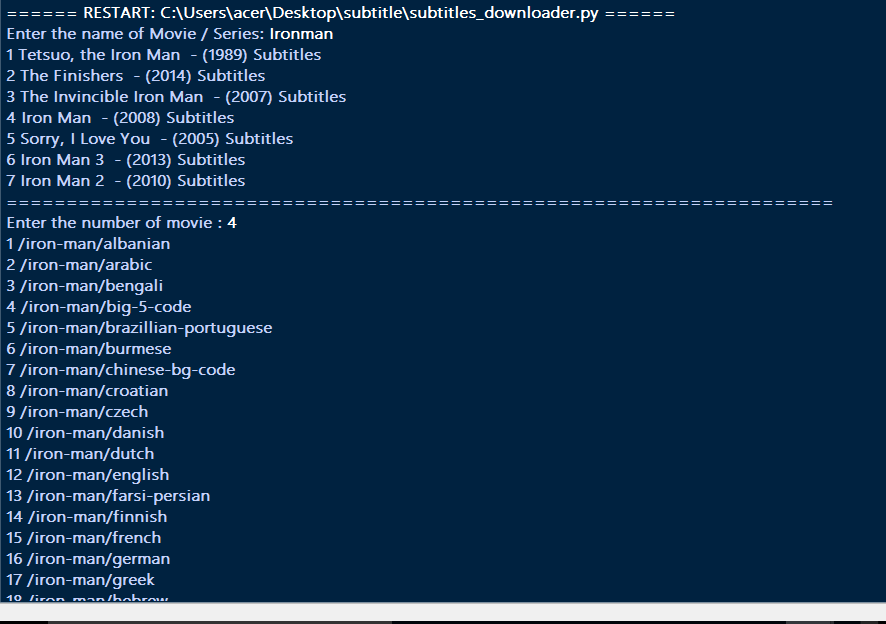 ====== RESTART: C:\Users\acer\Desktop\subtitle\subtitles_downloader.py ======
Enter the name of Movie / Series: Ironman
1 Tetsuo, the Iron Man  - (1989) Subtitles
2 The Finishers  - (2014) Subtitles
3 The Invincible Iron Man  - (2007) Subtitles
4 Iron Man  - (2008) Subtitles
5 Sorry, I Love You  - (2005) Subtitles
6 Iron Man 3  - (2013) Subtitles
7 Iron Man 2  - (2010) Subtitles
======================================================================
Enter the number of movie : 4
1 /iron-man/albanian
2 /iron-man/arabic
3 /iron-man/bengali
4 /iron-man/big-5-code
5 /iron-man/brazillian-portuguese
6 /iron-man/burmese
7 /iron-man/chinese-bg-code
8 /iron-man/croatian
9 /iron-man/czech
10 /iron-man/danish
11 /iron-man/dutch
12 /iron-man/english
13 /iron-man/farsi-persian
14 /iron-man/finnish
15 /iron-man/french
16 /iron-man/german
17 /iron-man/greek
18 /iron-man/hebrew